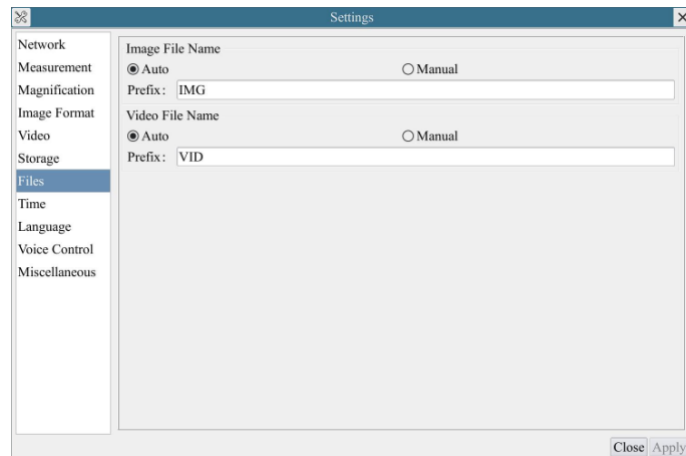 Settings
Network
Measurement
Magnification
Image Format
Video
Storage
Files
Time
Language
Voice Control
Miscellaneous
Image File Name
Auto Manual
Prefix: IMG
Video File Name
Auto Manual
Prefix: VID
Close Apply